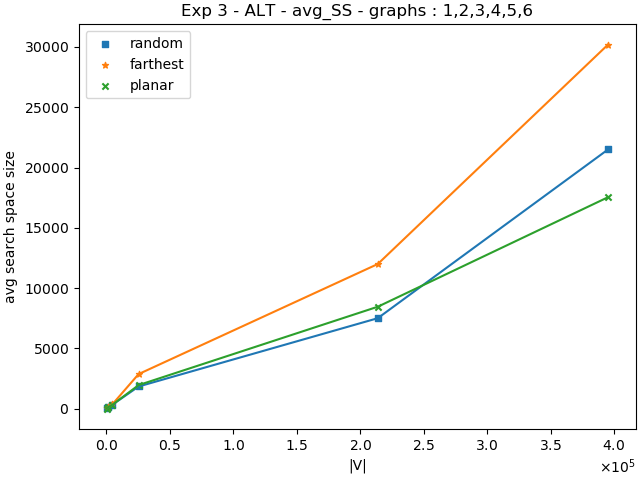 Exp 3 - ALT - avg_SS - graphs : 1,2,3,4,5,6
random
farthest
planar
avg search space size
30000
25000
20000
15000
10000
5000
0
0.0 0.5 1.0 1.5 2.0 2.5 3.0 3.5 4.0
|V|
×10⁵